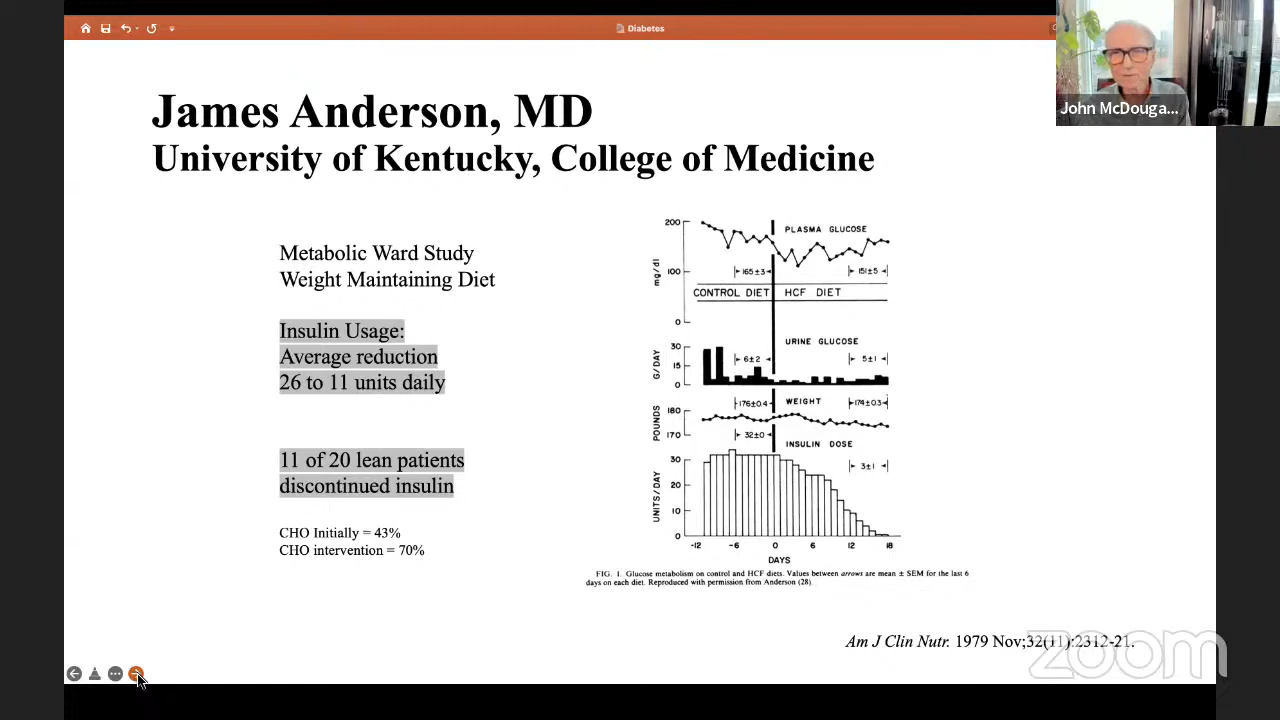 Diabetes
John McDouga...
James Anderson, MD
University of Kentucky, College of Medicine
Metabolic Ward Study
Weight Maintaining Diet
Insulin Usage:
Average reduction
26 to 11 units daily
11 of 20 lean patients
discontinued insulin
CHO Initially = 43%
CHO intervention = 70%
200
PLASMA GLUCOSE
mg/dl
100
165±3
151±5
CONTROL DIET
HCF DIET
0
URINE GLUCOSE
30
G/DAY
15
6±2
5±1
0
176±0.4
WEIGHT
174±0.3
POUNDS
180
170
32±0
INSULIN DOSE
30
3±1
UNITS/DAY
20
10
0
-12 -6 0 6 12 18
DAYS
FIG. 1. Glucose metabolism on control and HCF diets. Values between arrows are mean ± SEM for the last 6
days on each diet. Reproduced with permission from Anderson (28).
Am J Clin Nutr. 1979 Nov;32(11):2312-21.
zoom